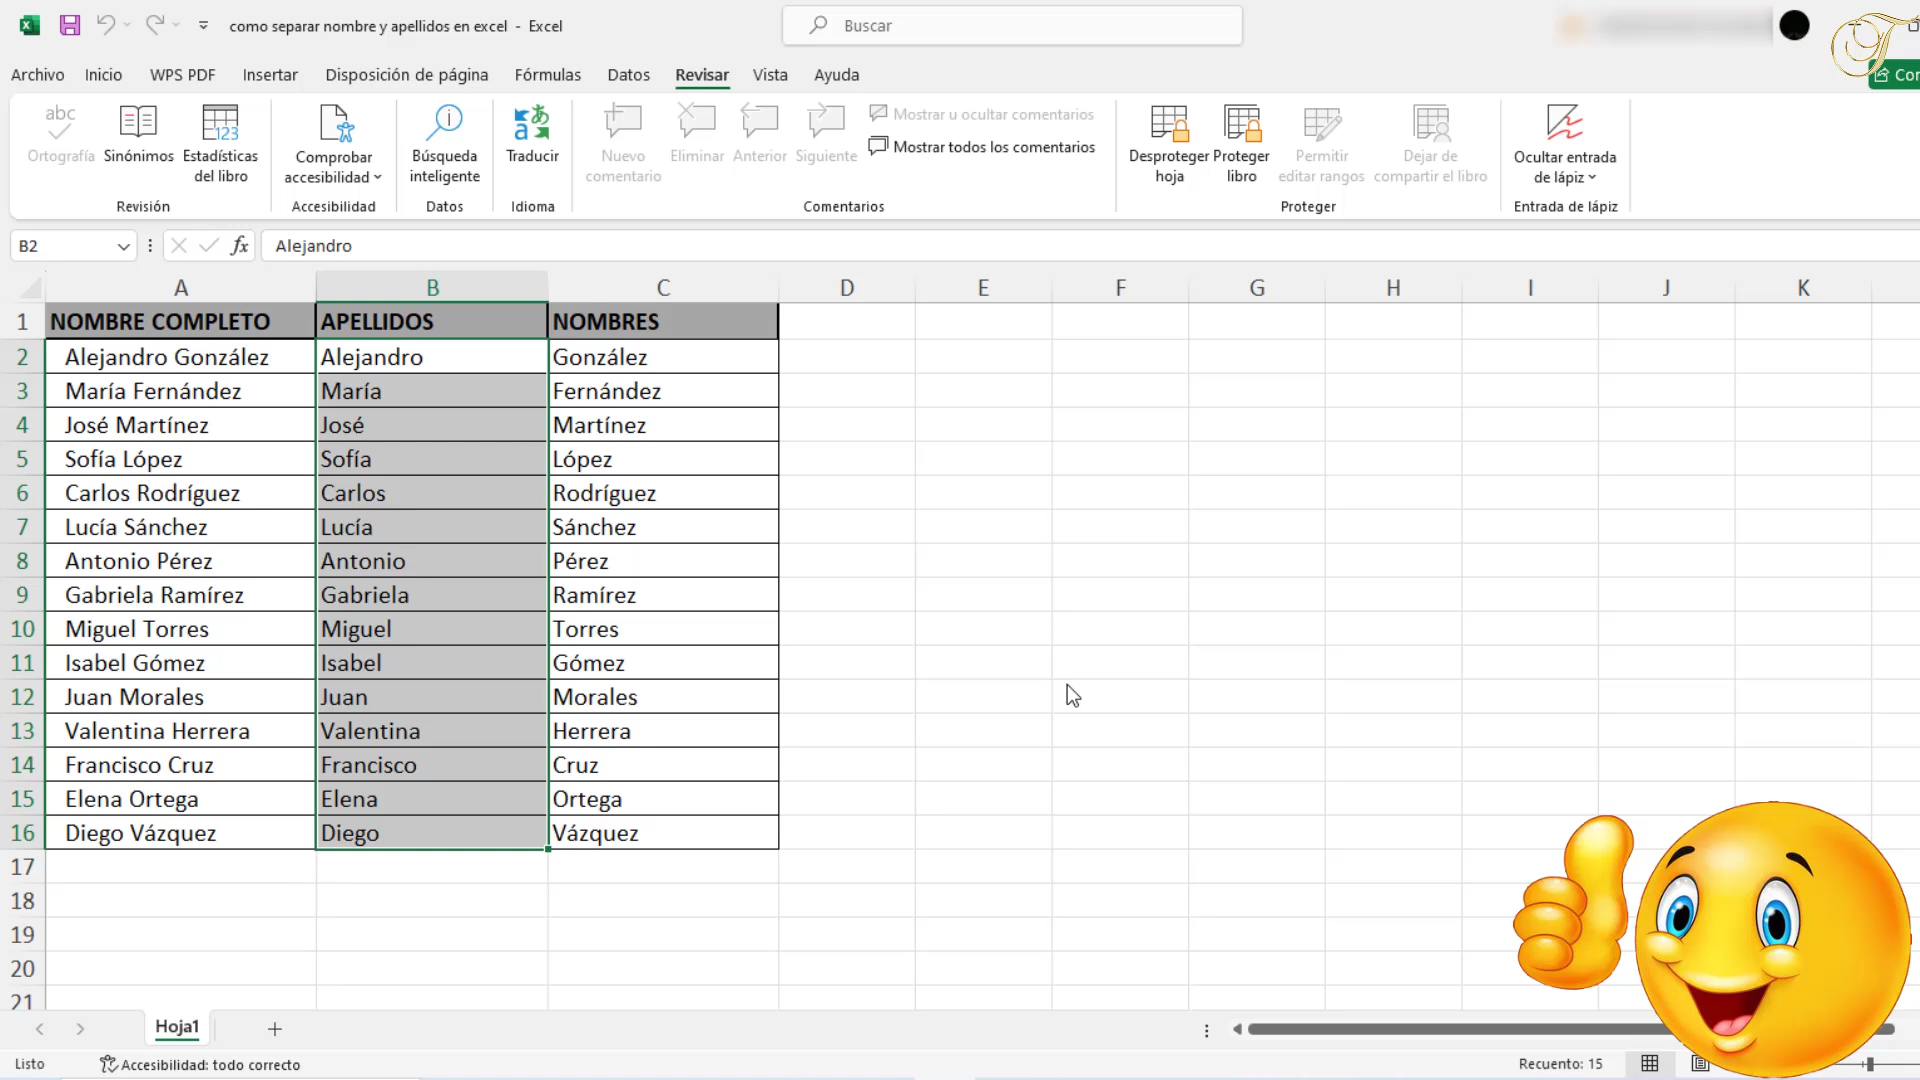 como separar nombre y apellidos en excel - Excel
Buscar
Archivo Inicio WPS PDF Insertar Disposición de página Fórmulas Datos Revisar Vista Ayuda
abc
Ortografía
Sinónimos
123
Estadísticas
del libro
Revisión
Comprobar
accesibilidad
Accesibilidad
Búsqueda
inteligente
Datos
Traducir
Idioma
Nuevo
comentario
Eliminar
Anterior
Siguiente
Mostrar u ocultar comentarios
Mostrar todos los comentarios
Comentarios
Desproteger
hoja
Proteger
libro
Permitir
editar rangos
Dejar de
compartir el libro
Proteger
Ocultar entrada
de lápiz
Entrada de lápiz
B2 fx Alejandro
A B C D E F G H I J K
1 NOMBRE COMPLETO APELLIDOS NOMBRES
2 Alejandro González Alejandro González
3 María Fernández María Fernández
4 José Martínez José Martínez
5 Sofía López Sofía López
6 Carlos Rodríguez Carlos Rodríguez
7 Lucía Sánchez Lucía Sánchez
8 Antonio Pérez Antonio Pérez
9 Gabriela Ramírez Gabriela Ramírez
10 Miguel Torres Miguel Torres
11 Isabel Gómez Isabel Gómez
12 Juan Morales Juan Morales
13 Valentina Herrera Valentina Herrera
14 Francisco Cruz Francisco Cruz
15 Elena Ortega Elena Ortega
16 Diego Vázquez Diego Vázquez
17
18
19
20
21
Hoja1
Listo Accesibilidad: todo correcto Recuento: 15